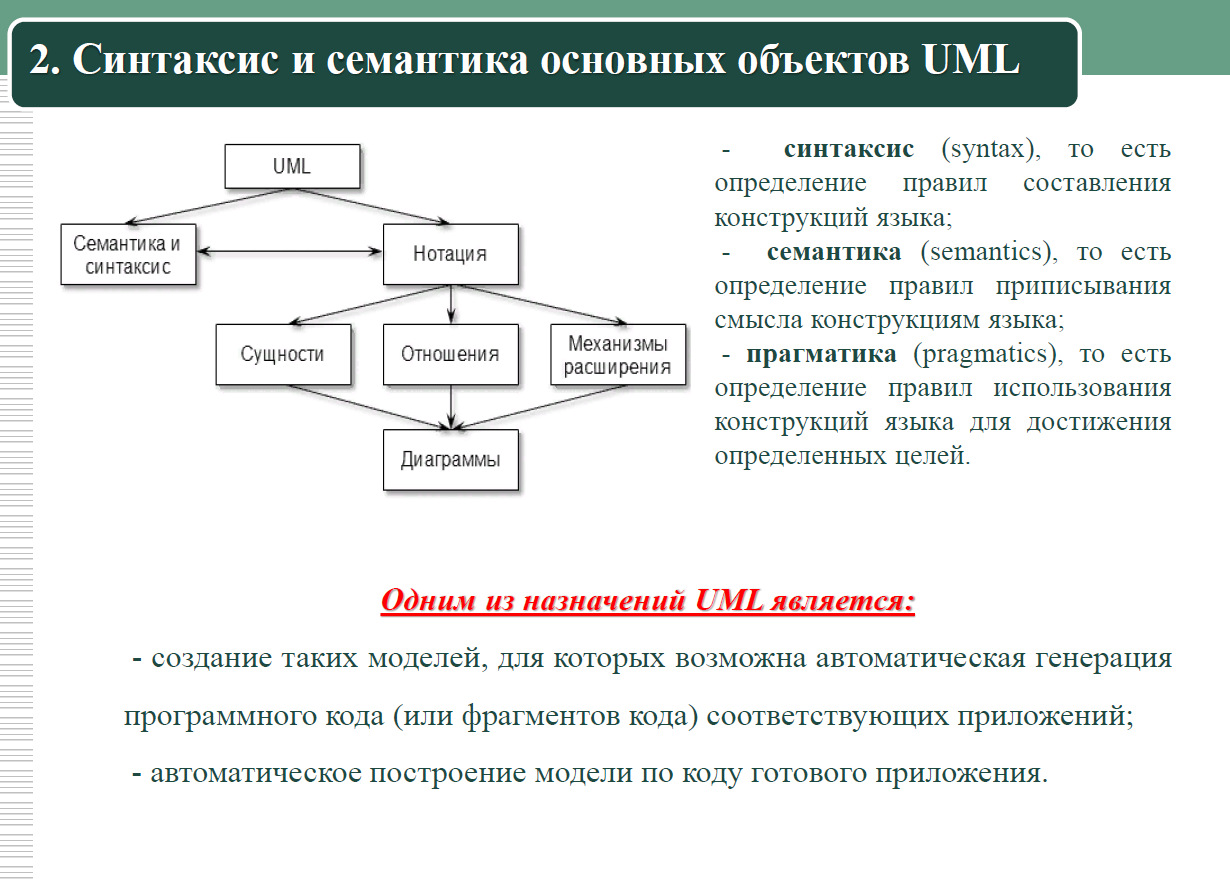 2. Синтаксис и семантика основных объектов UML
UML
Семантика и
синтаксис
Нотация
Сущности
Отношения
Механизмы
расширения
Диаграммы
- синтаксис (syntax), то есть
определение правил составления
конструкций языка;
- семантика (semantics), то есть
определение правил приписывания
смысла конструкциям языка;
- прагматика (pragmatics), то есть
определение правил использования
конструкций языка для достижения
определенных целей.
Одним из назначений UML является:
- создание таких моделей, для которых возможна автоматическая генерация
программного кода (или фрагментов кода) соответствующих приложений;
- автоматическое построение модели по коду готового приложения.